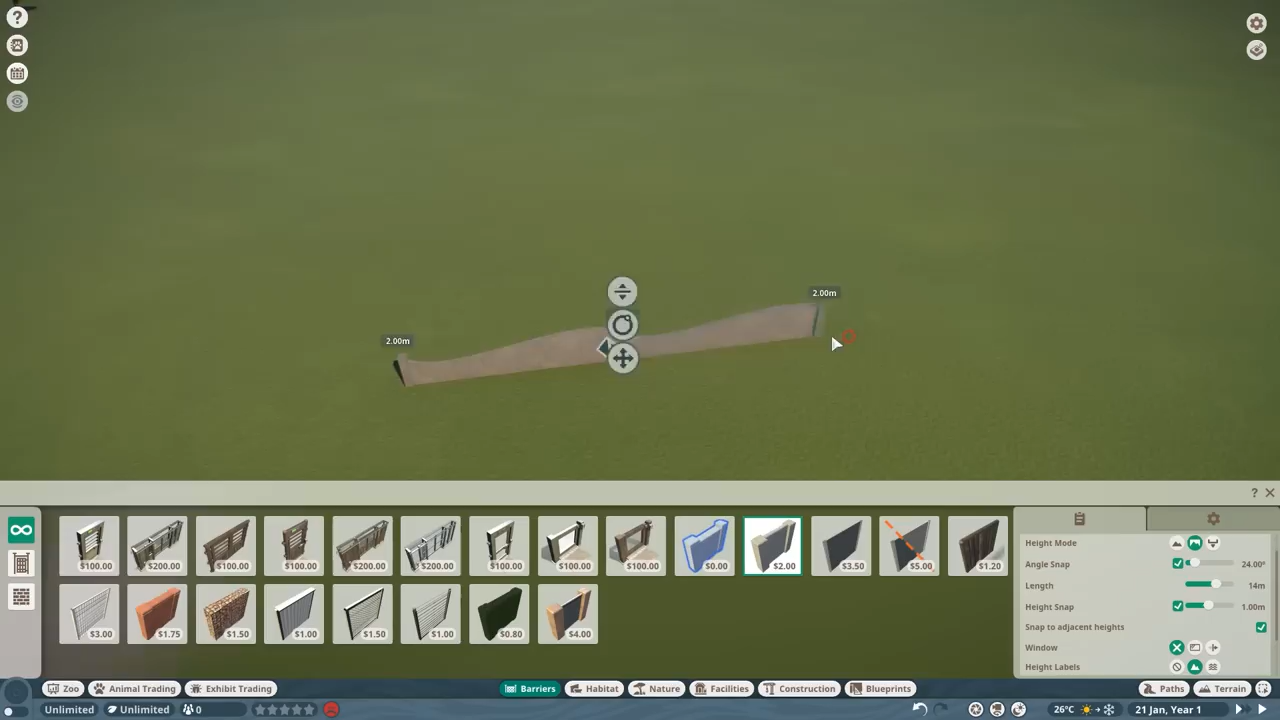 ?
2.00m
2.00m
? ×
$100.00 $200.00 $100.00 $100.00 $200.00 $200.00 $100.00 $100.00 $100.00 $0.00 $2.00 $3.50 $5.00 $1.20
$3.00 $1.75 $1.50 $1.00 $1.50 $1.00 $0.80 $4.00
Height Mode
Angle Snap 24.00°
Length 14m
Height Snap 1.00m
Snap to adjacent heights
Window
Height Labels
Zoo Animal Trading Exhibit Trading Barriers Habitat Nature Facilities Construction Blueprints Paths Terrain
Unlimited Unlimited 0 26°C 21 Jan, Year 1